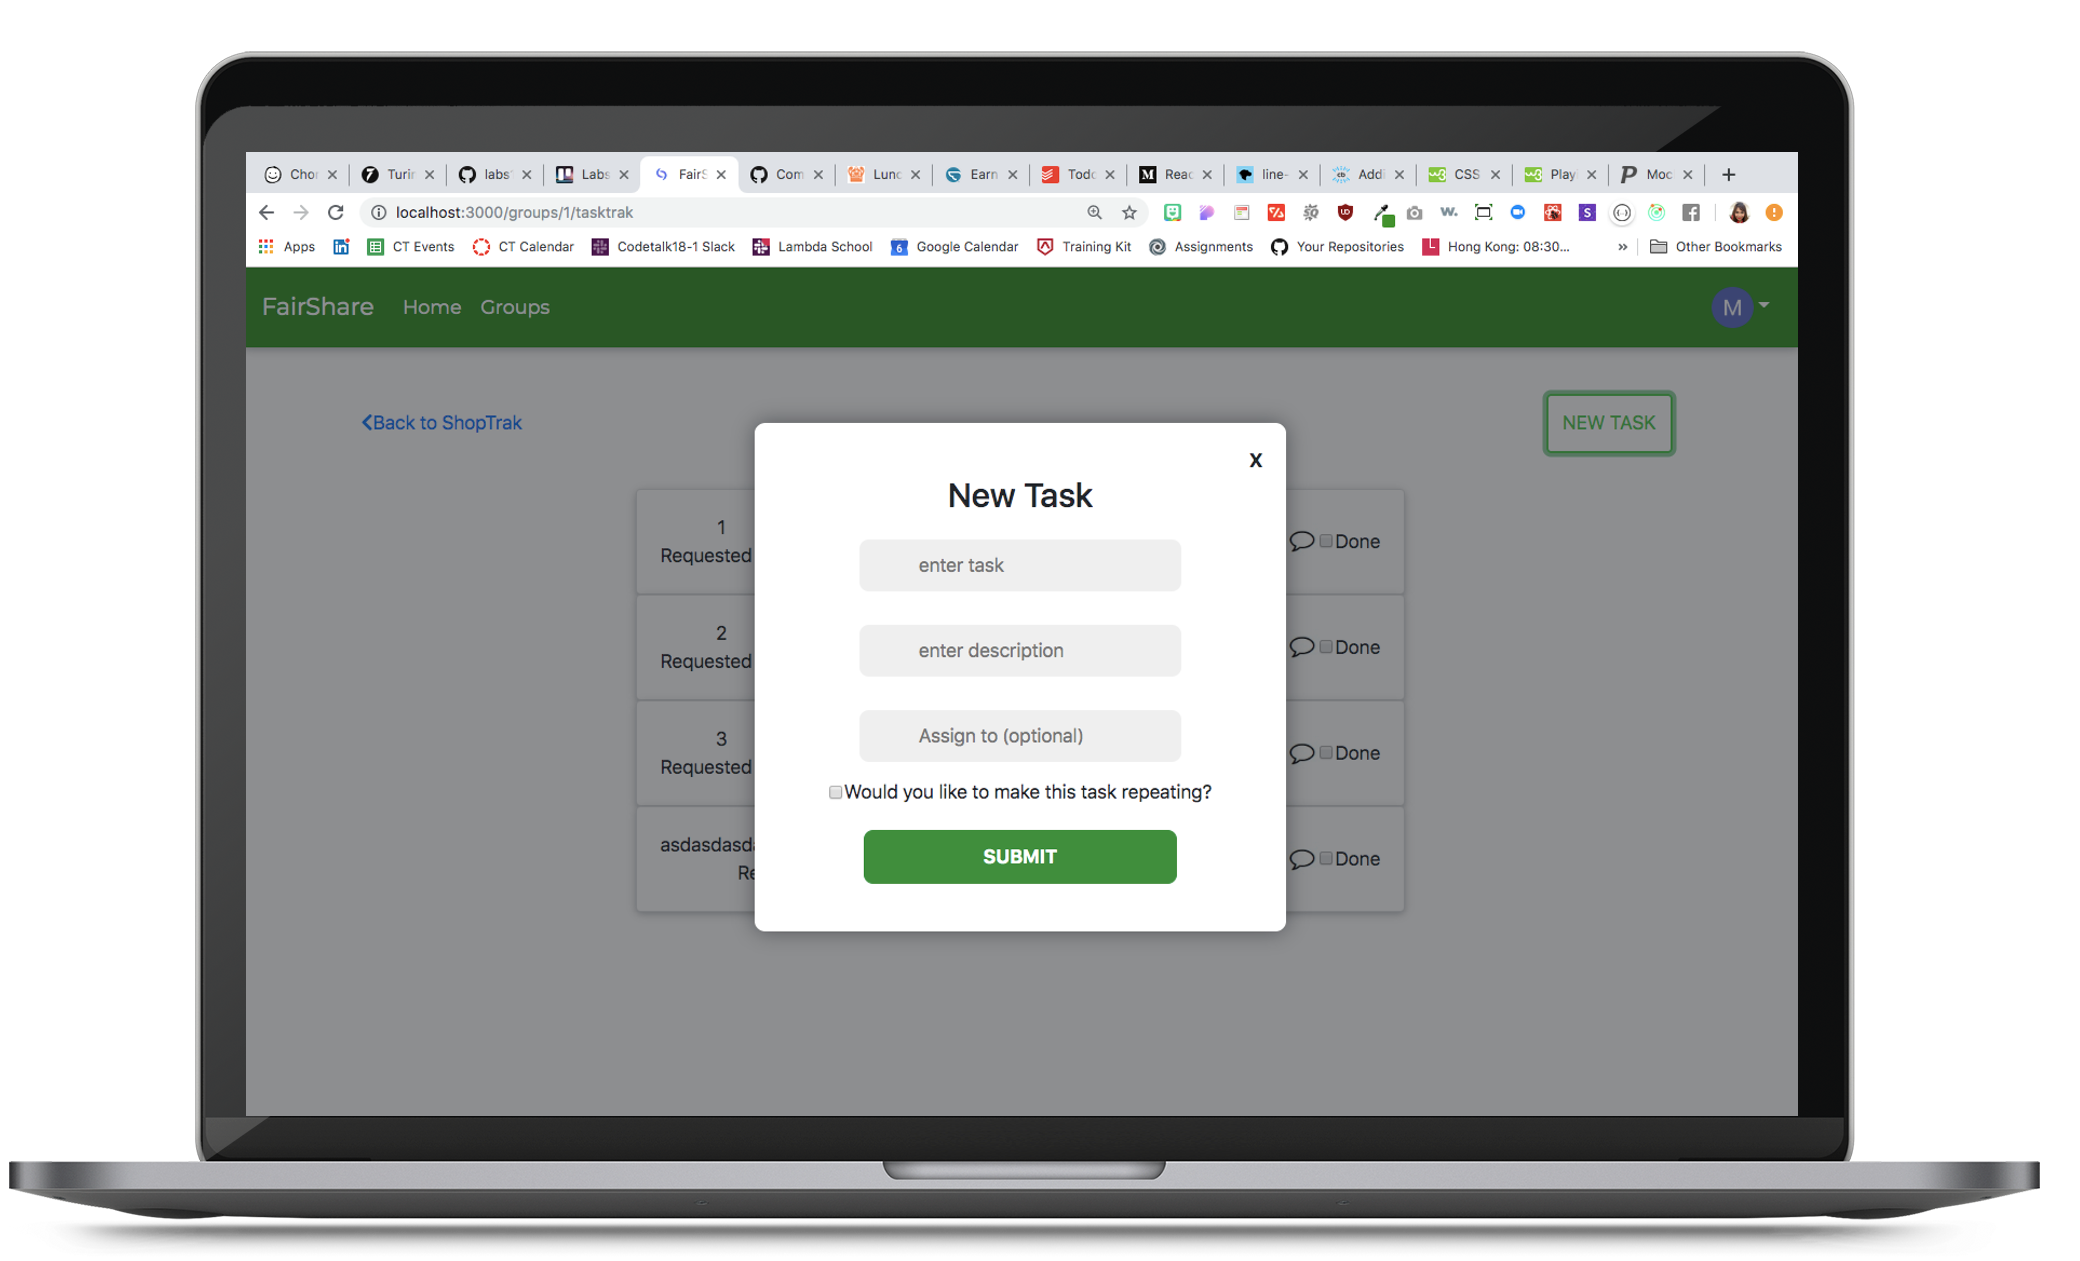 Chor Turir labs' Labs FairS Com Lunc Earn Todo Reac line- Addi CSS Play Moc
localhost:3000/groups/1/tasktrak
Apps CT Events CT Calendar Codetalk18-1 Slack Lambda School 6 Google Calendar Training Kit Assignments Your Repositories L Hong Kong: 08:30... » Other Bookmarks
FairShare Home Groups M
Back to ShopTrak
NEW TASK
X
New Task
enter task
enter description
Assign to (optional)
Would you like to make this task repeating?
SUBMIT
1
Requested
Done
2
Requested
Done
3
Requested
Done
asdasdasd
Re
Done